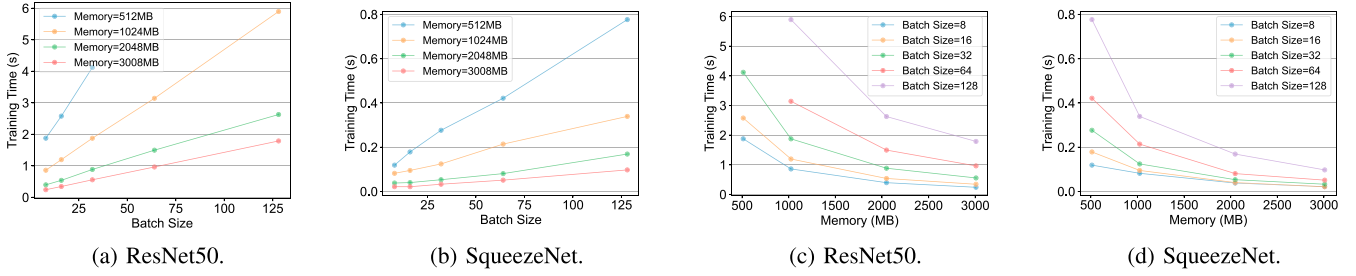 Training Time (s)
6
5
4
3
2
1
0
Memory=512MB
Memory=1024MB
Memory=2048MB
Memory=3008MB
25 50 75 100 125
Batch Size
(a) ResNet50.
Training Time (s)
0.8
0.6
0.4
0.2
0.0
Memory=512MB
Memory=1024MB
Memory=2048MB
Memory=3008MB
25 50 75 100 125
Batch Size
(b) SqueezeNet.
Training Time (s)
6
5
4
3
2
1
0
Batch Size=8
Batch Size=16
Batch Size=32
Batch Size=64
Batch Size=128
500 1000 1500 2000 2500 3000
Memory (MB)
(c) ResNet50.
Training Time (s)
0.8
0.6
0.4
0.2
0.0
Batch Size=8
Batch Size=16
Batch Size=32
Batch Size=64
Batch Size=128
500 1000 1500 2000 2500 3000
Memory (MB)
(d) SqueezeNet.